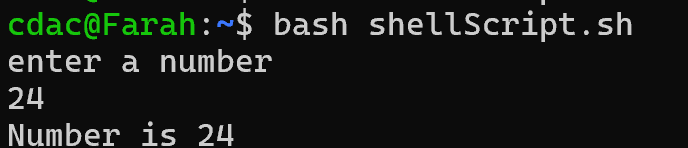 cdac@Farah:~$ bash shellScript.sh
enter a number
24
Number is 24